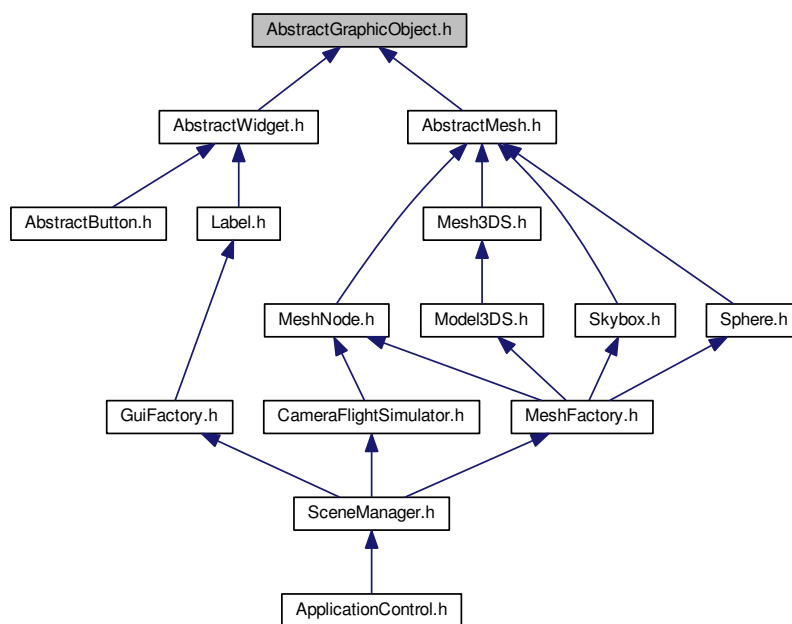 AbstractGraphicObject.h
AbstractWidget.h
AbstractMesh.h
AbstractButton.h
Label.h
Mesh3DS.h
MeshNode.h
Model3DS.h
Skybox.h
Sphere.h
GuiFactory.h
CameraFlightSimulator.h
MeshFactory.h
SceneManager.h
ApplicationControl.h